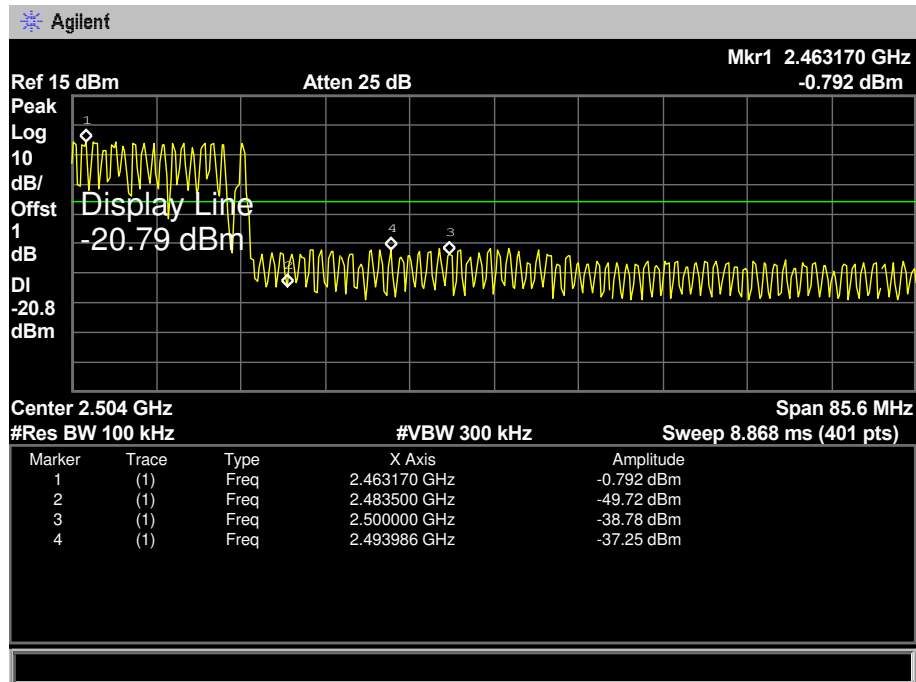 Agilent
Mkr1 2.463170 GHz
Ref 15 dBm Atten 25 dB -0.792 dBm
Peak
Log
10
dB/
Offst
1
dB
DI
-20.8
dBm
1
Display Line
-20.79 dBm
2
4
3
Center 2.504 GHz Span 85.6 MHz
#Res BW 100 kHz #VBW 300 kHz Sweep 8.868 ms (401 pts)
Marker Trace Type X Axis Amplitude
1 (1) Freq 2.463170 GHz -0.792 dBm
2 (1) Freq 2.483500 GHz -49.72 dBm
3 (1) Freq 2.500000 GHz -38.78 dBm
4 (1) Freq 2.493986 GHz -37.25 dBm